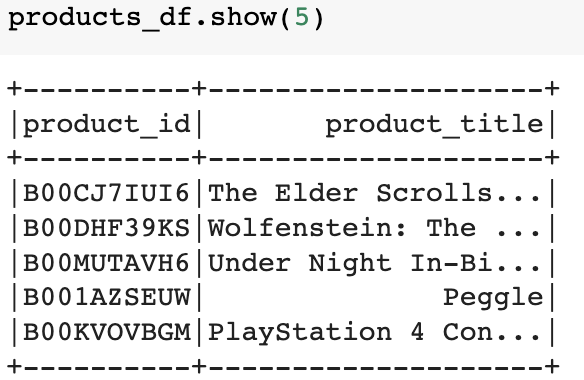 products_df.show(5)
+----------+--------------------+
|product_id|       product_title|
+----------+--------------------+
|B00CJ7IUI6|The Elder Scrolls...|
|B00DHF39KS|Wolfenstein: The ...|
|B00MUTAVH6|Under Night In-Bi...|
|B001AZSEUW|              Peggle|
|B00KVOVBGM|PlayStation 4 Con...|
+----------+--------------------+